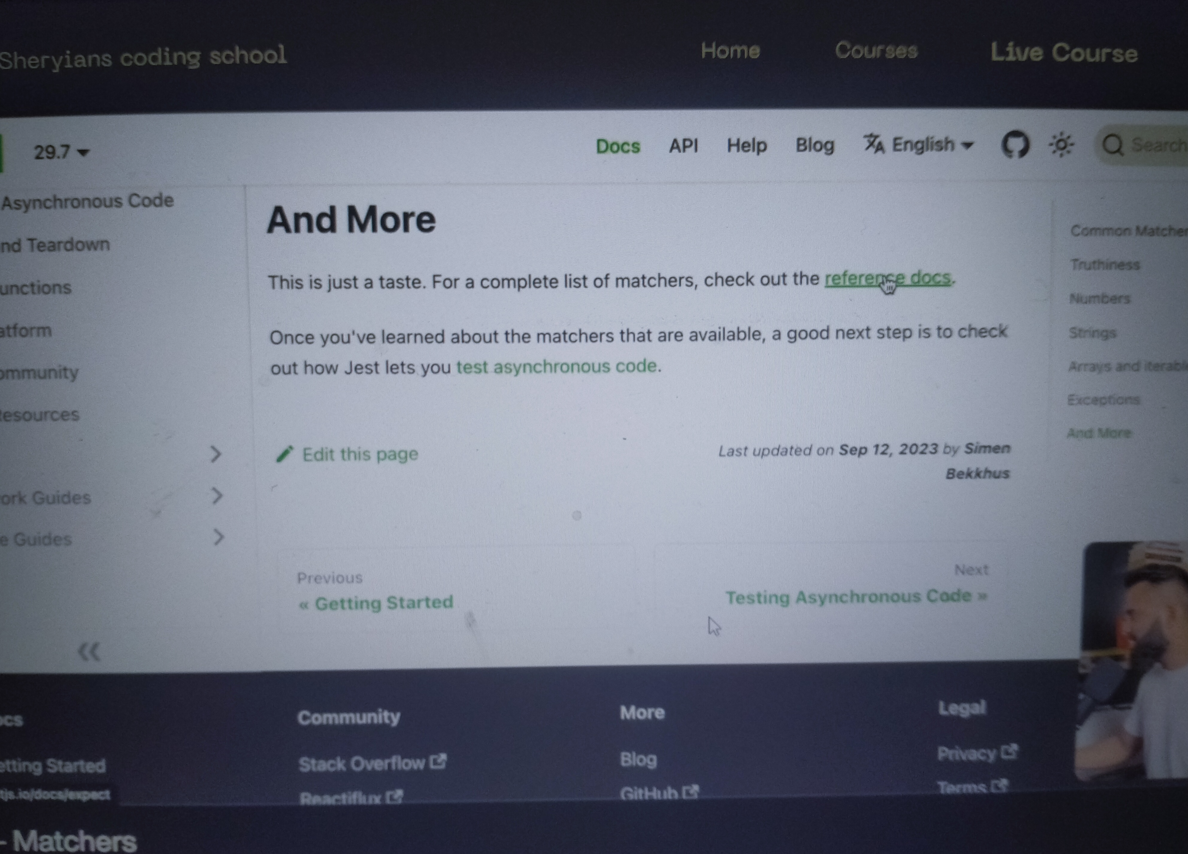 Sheryians coding school
Home Courses Live Course
29.7 Docs API Help Blog English Search
Asynchronous Code
nd Teardown
unctions
atform
ommunity
esources
ork Guides
e Guides
And More
This is just a taste. For a complete list of matchers, check out the reference docs.
Once you've learned about the matchers that are available, a good next step is to check
out how Jest lets you test asynchronous code.
Edit this page
Last updated on Sep 12, 2023 by Simen
Bekkhus
Previous
« Getting Started
Next
Testing Asynchronous Code »
Common Matcher
Truthiness
Numbers
Strings
Arrays and iterabl
Exceptions
And More
ocs
etting Started
tjs.io/docs/expect
Community
Stack Overflow
Reactiflux
More
Blog
GitHub
Legal
Privacy
Terms
- Matchers